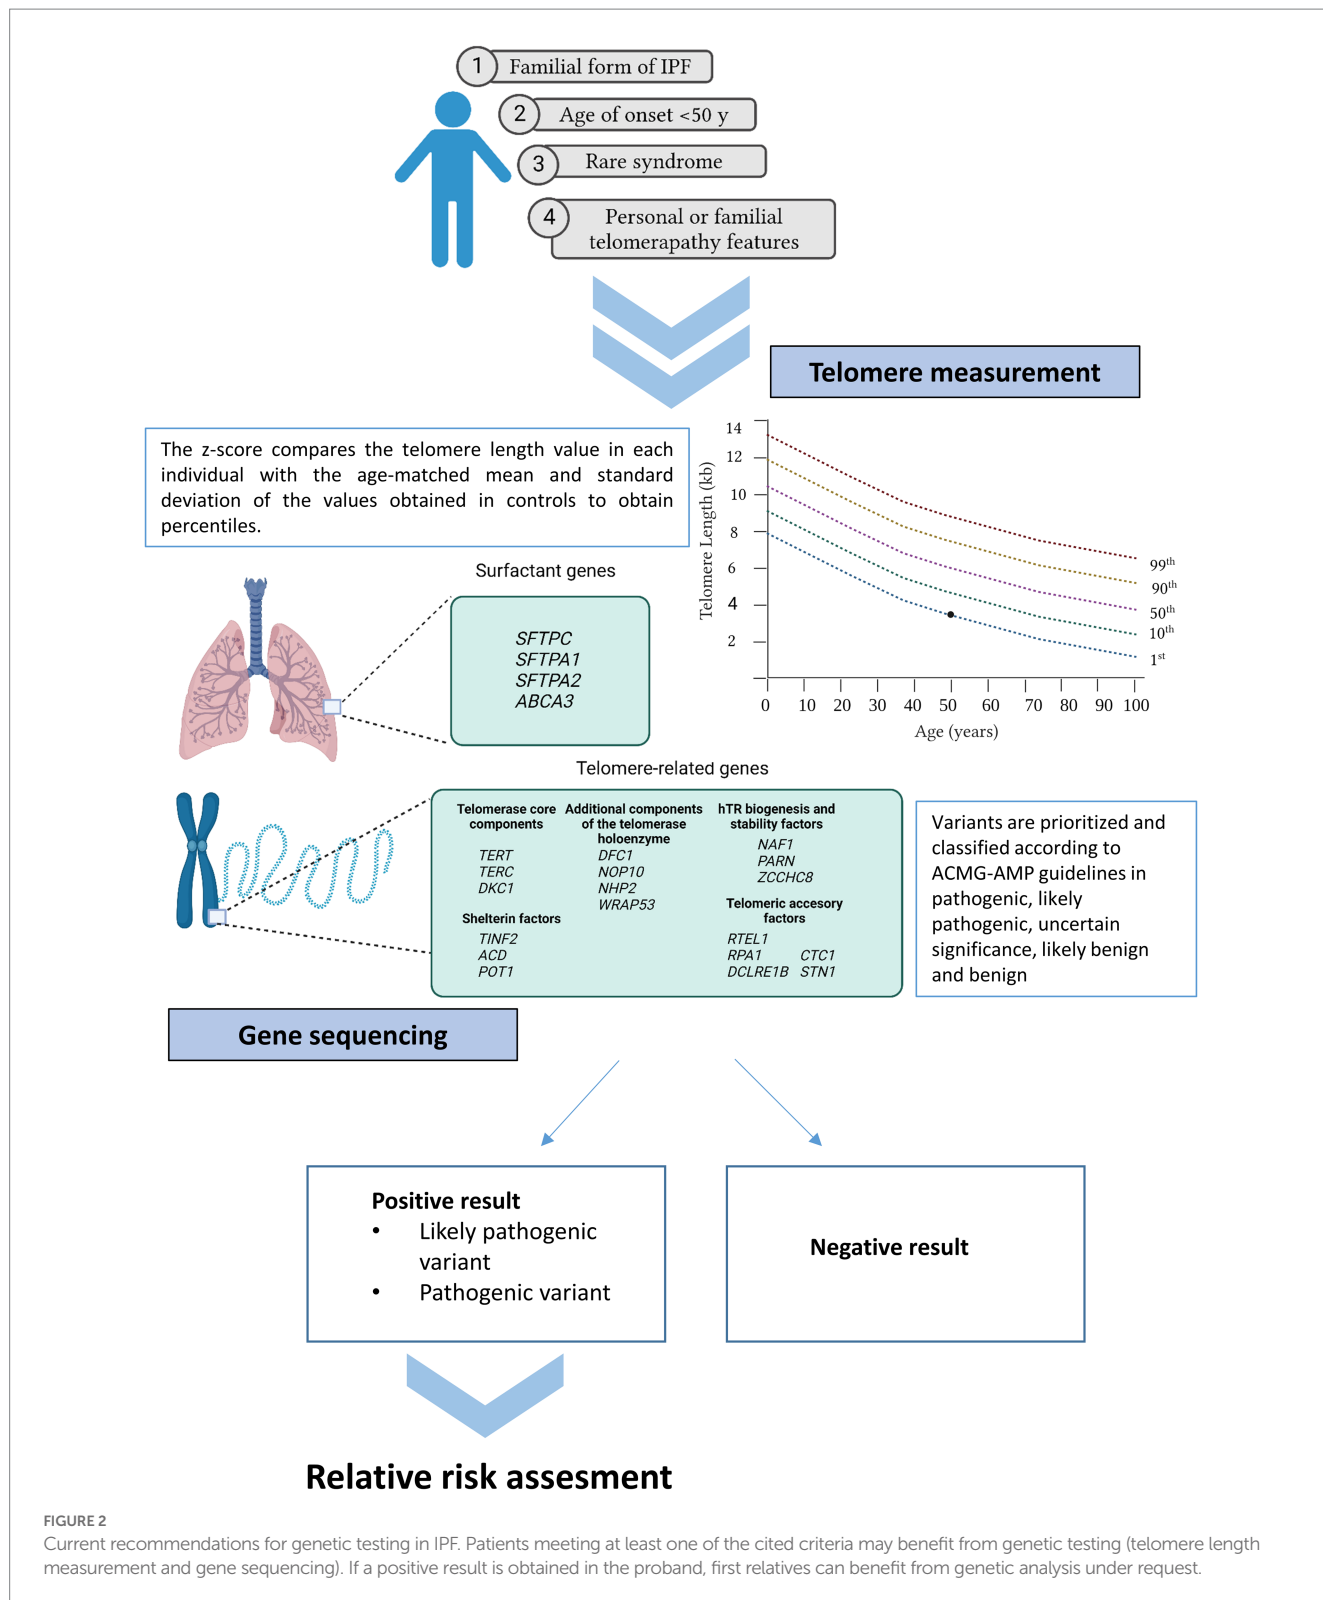 1 Familial form of IPF
2 Age of onset <50 y
3 Rare syndrome
4 Personal or familial
telomerapathy features
Telomere measurement
The z-score compares the telomere length value in each
individual with the age-matched mean and standard
deviation of the values obtained in controls to obtain
percentiles.
Telomere Length (kb)
14
12
10
8
6
4
2
99th
90th
50th
10th
1st
0 10 20 30 40 50 60 70 80 90 100
Age (years)
Surfactant genes
SFTPC
SFTPA1
SFTPA2
ABCA3
Telomere-related genes
Telomerase core
components
TERT
TERC
DKC1
Shelterin factors
TINF2
ACD
POT1
Additional components
of the telomerase
holoenzyme
DFC1
NOP10
NHP2
WRAP53
hTR biogenesis and
stability factors
NAF1
PARN
ZCCHC8
Telomeric accesory
factors
RTEL1
RPA1 CTC1
DCLRE1B STN1
Variants are prioritized and
classified according to
ACMG-AMP guidelines in
pathogenic, likely
pathogenic, uncertain
significance, likely benign
and benign
Gene sequencing
Positive result
• Likely pathogenic
variant
• Pathogenic variant
Negative result
Relative risk assesment
FIGURE 2
Current recommendations for genetic testing in IPF. Patients meeting at least one of the cited criteria may benefit from genetic testing (telomere length
measurement and gene sequencing). If a positive result is obtained in the proband, first relatives can benefit from genetic analysis under request.